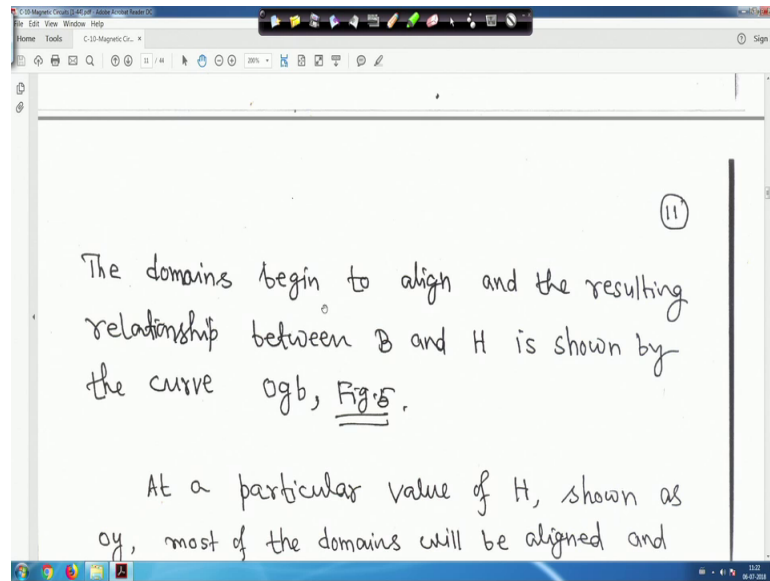 C-10-Magnetic Circuits [1-44].pdf - Adobe Acrobat Reader DC
File Edit View Window Help
Home Tools C-10-Magnetic Cir... × Sign
11 / 44 200%
11
The domains begin to align and the resulting
relationship between B and H is shown by
the curve ogb, Fig.5.
At a particular value of H, shown as
oy, most of the domains will be aligned and
11:22
06-07-2018